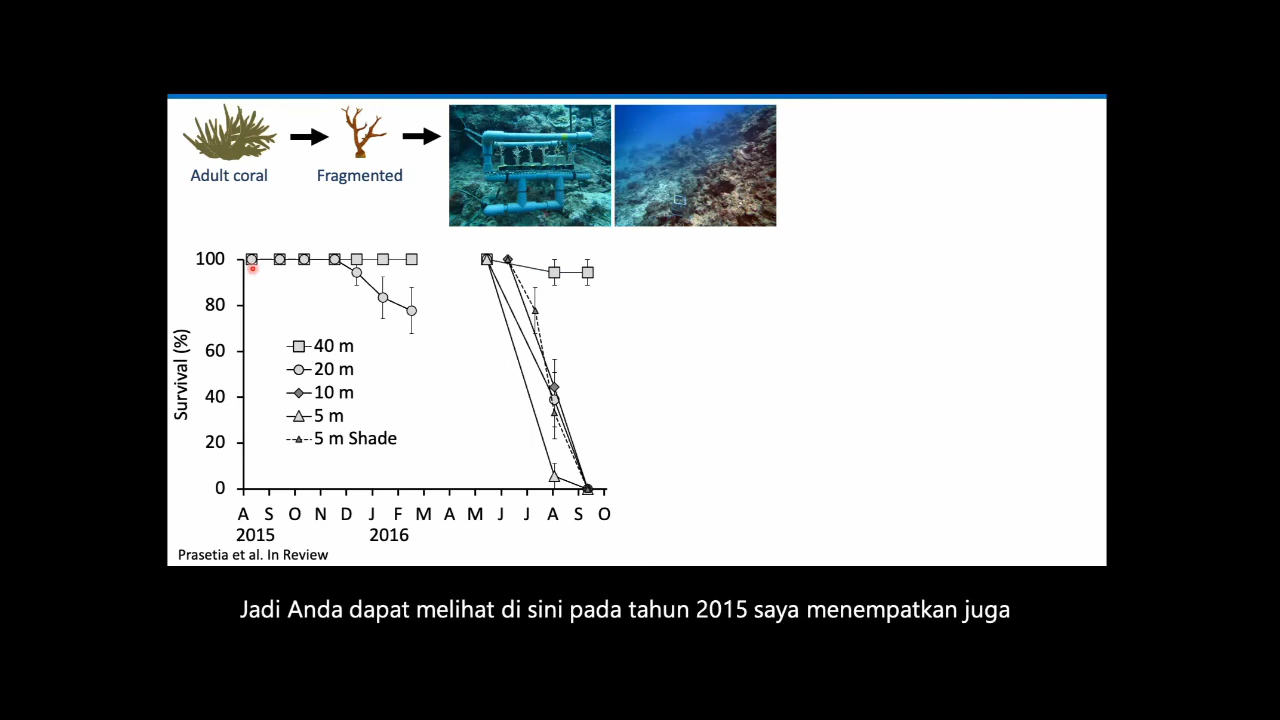 Adult coral
Fragmented
Survival (%)
100
80
60
40
20
0
40 m
20 m
10 m
5 m
5 m Shade
A S O N D J F M A M J J A S O
2015 2016
Prasetia et al. In Review
Jadi Anda dapat melihat di sini pada tahun 2015 saya menempatkan juga